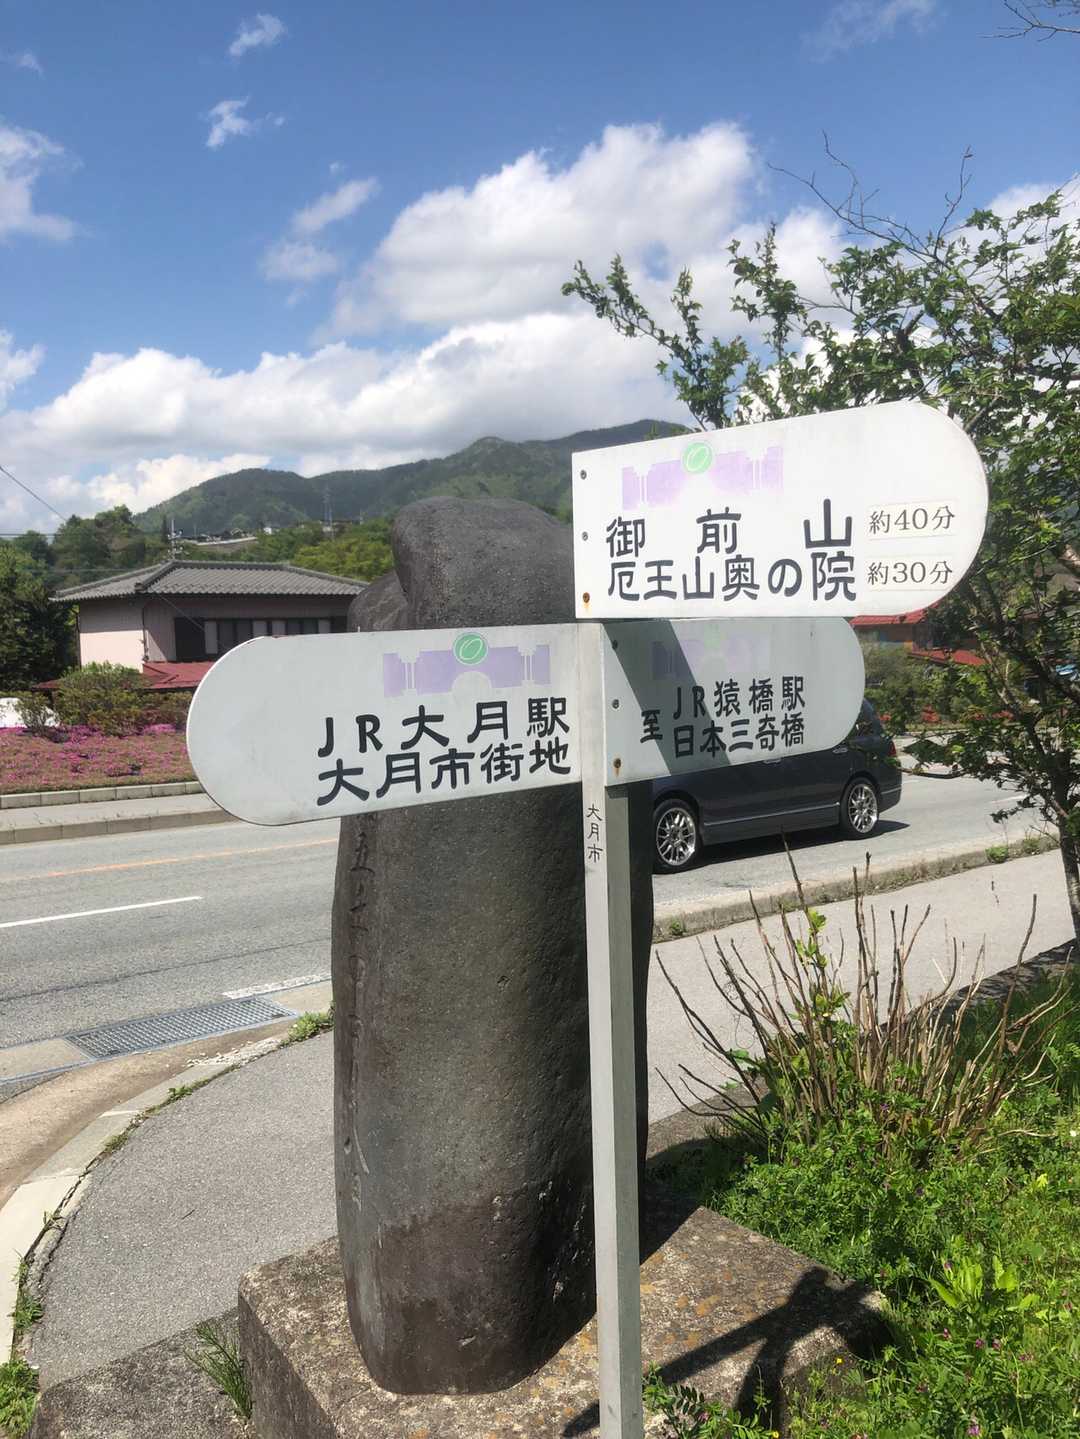 御前山 約40分
厄王山奥の院 約30分
JR大月駅
大月市街地
至 JR猿橋駅
日本三奇橋
大月市